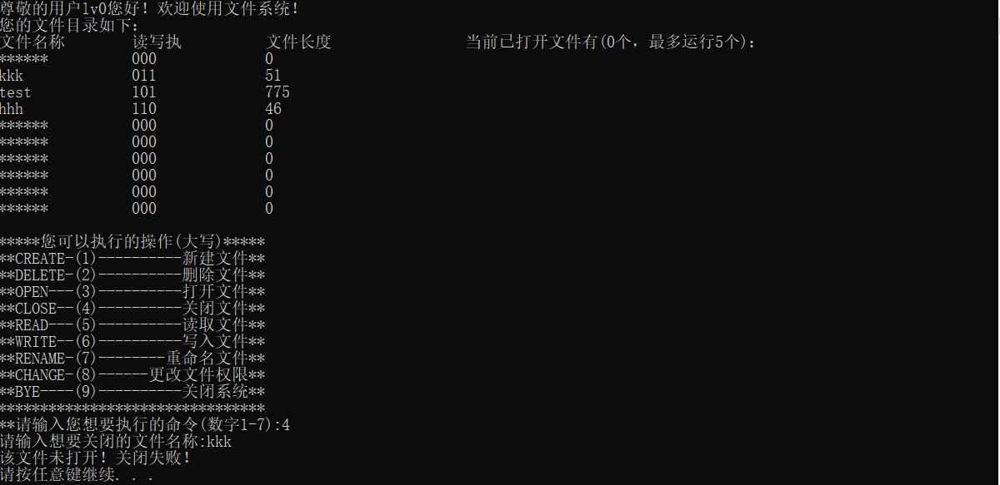 尊敬的用户lv0您好！欢迎使用文件系统！
您的文件目录如下：
文件名称 读写执 文件长度 当前已打开文件有(0个，最多运行5个)：
****** 000 0
kkk 011 51
test 101 775
hhh 110 46
****** 000 0
****** 000 0
****** 000 0
****** 000 0
****** 000 0
****** 000 0
*****您可以执行的操作(大写)*****
**CREATE-(1)----------新建文件**
**DELETE-(2)----------删除文件**
**OPEN---(3)----------打开文件**
**CLOSE--(4)----------关闭文件**
**READ---(5)----------读取文件**
**WRITE--(6)----------写入文件**
**RENAME-(7)--------重命名文件**
**CHANGE-(8)------更改文件权限**
**BYE----(9)----------关闭系统**
********************************
**请输入您想要执行的命令(数字1-7):4
请输入想要关闭的文件名称:kkk
该文件未打开！关闭失败！
请按任意键继续. . .